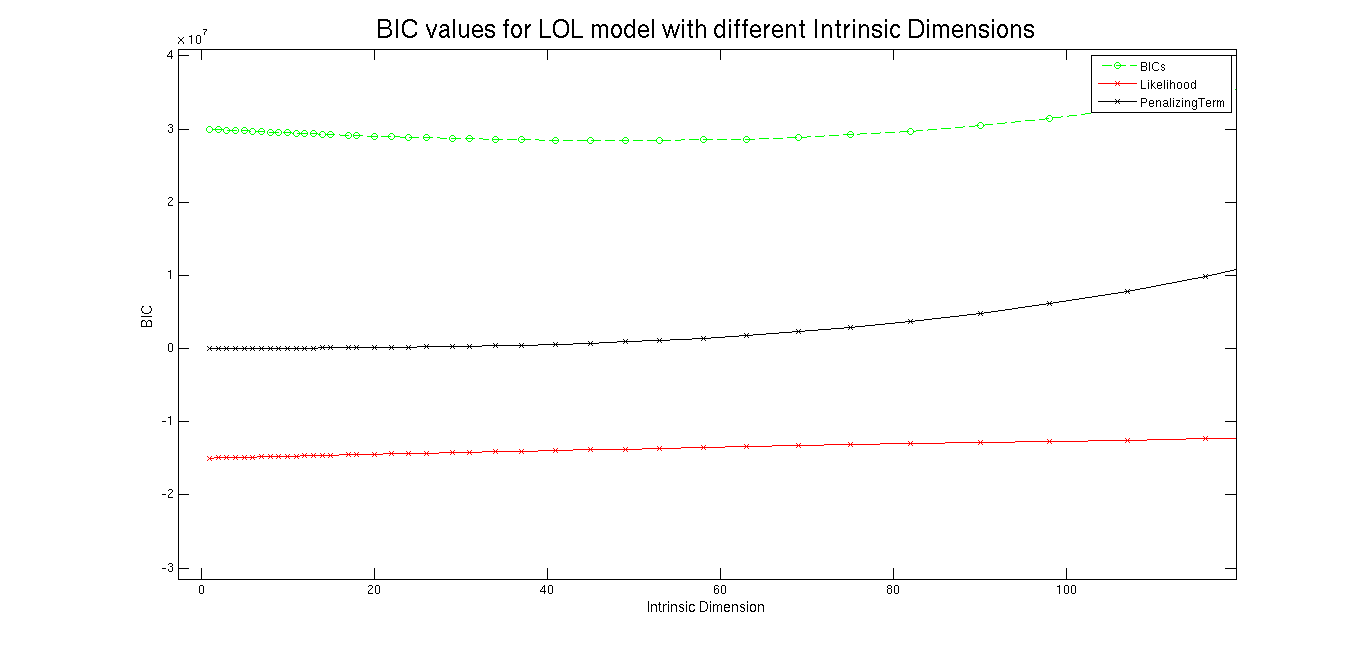 BIC values for LOL model with different Intrinsic Dimensions
×10^7
4
3
2
1
0
-1
-2
-3
BIC
BICs
Likelihood
PenalizingTerm
0 20 40 60 80 100
Intrinsic Dimension